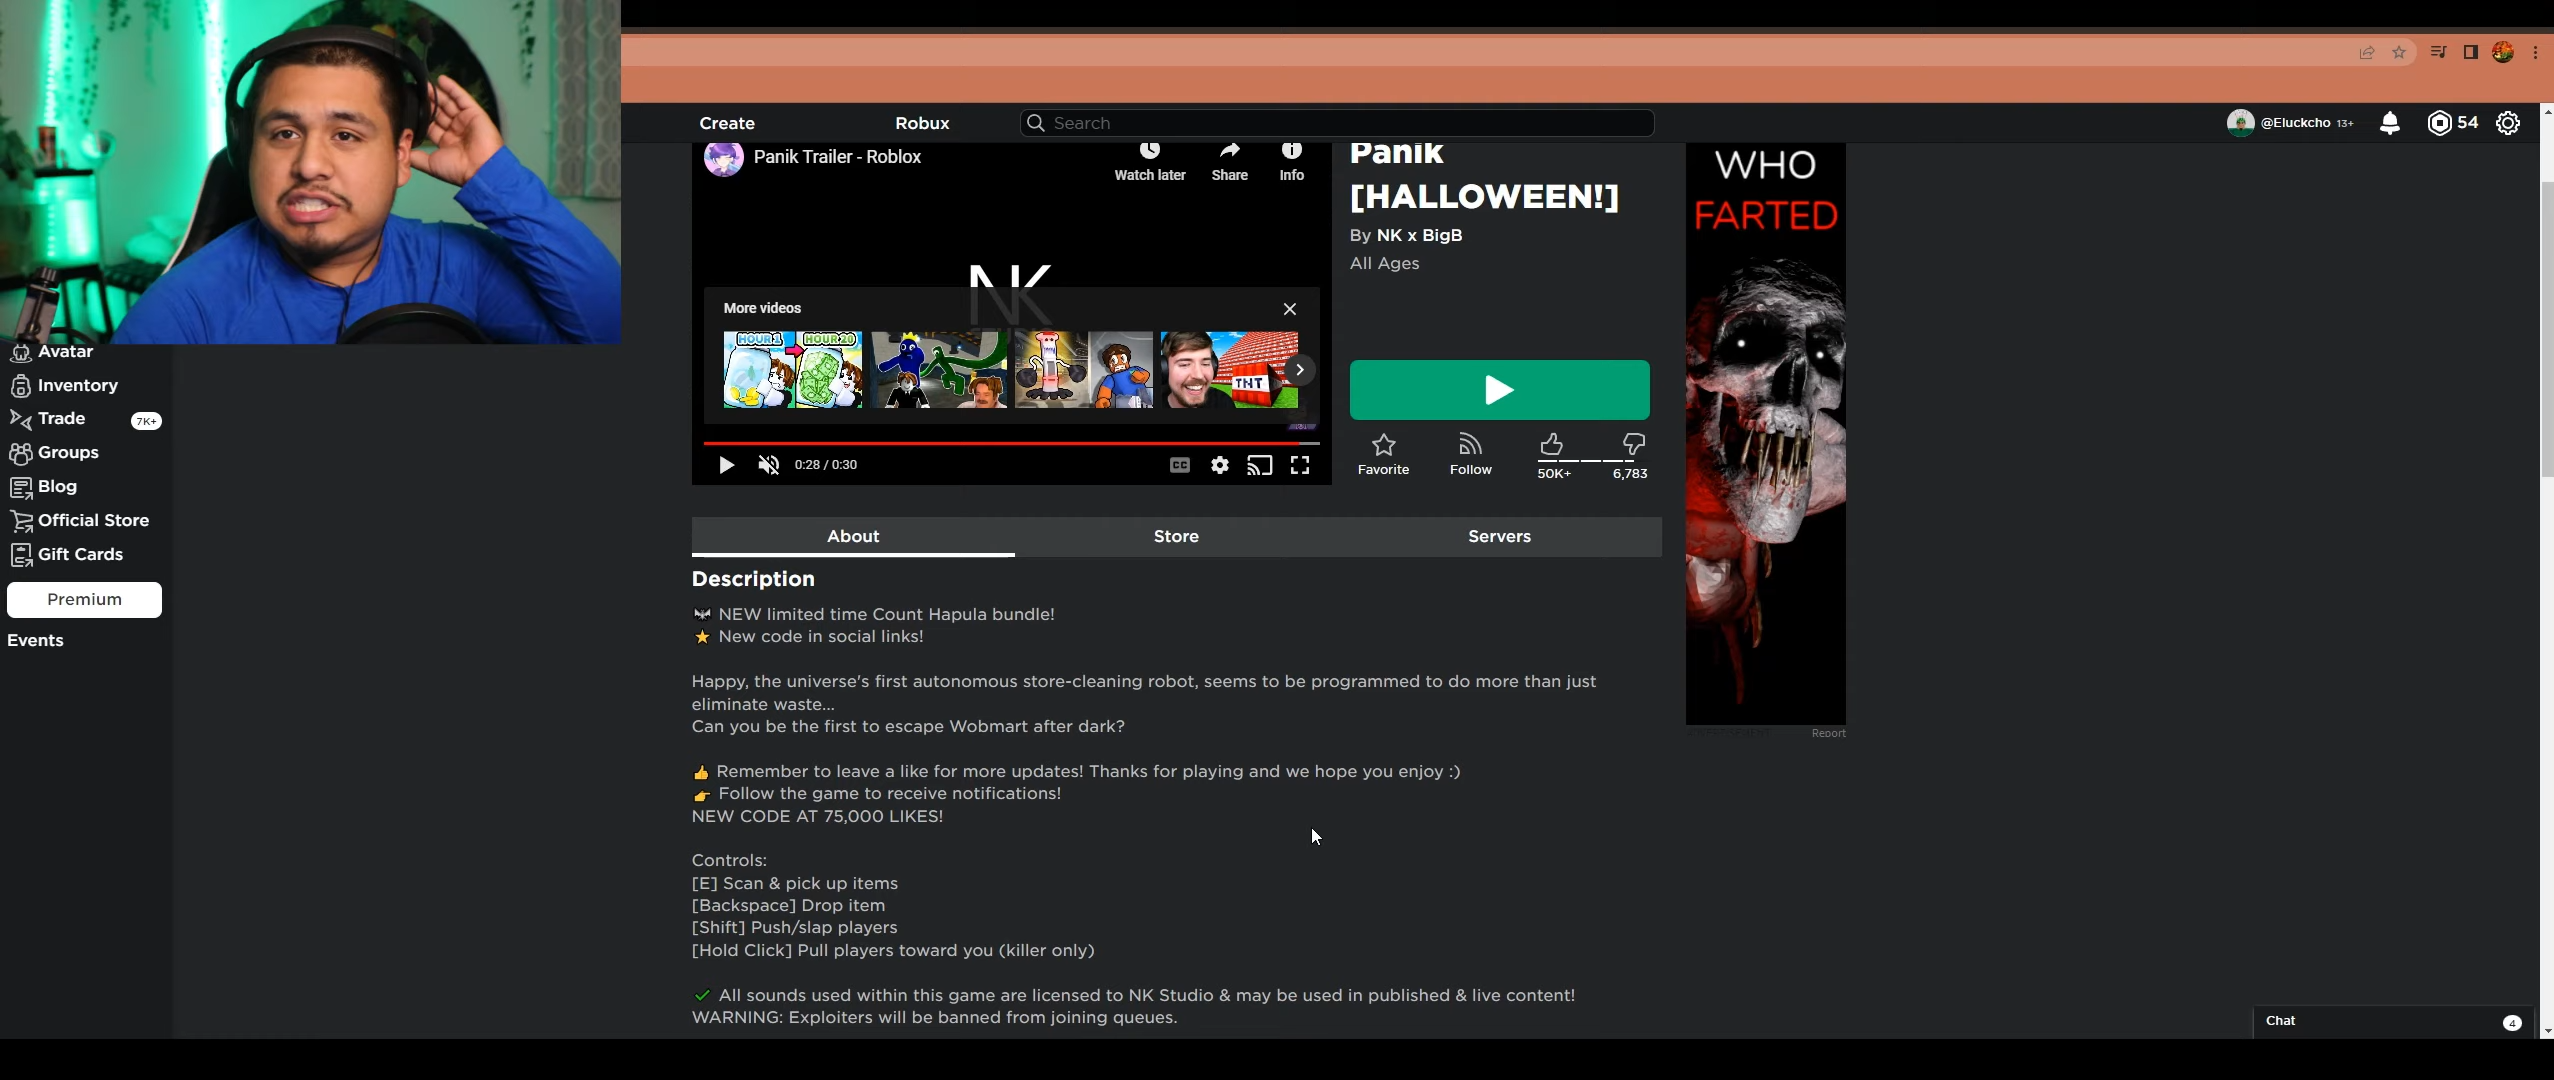 Create
Robux
Search
@Eluckcho 13+
54
Panik Trailer - Roblox
Watch later
Share
Info
NK
More videos
HOUR 1
HOUR 20
TNT
0:28 / 0:30
CC
Panik
[HALLOWEEN!]
By NK x BigB
All Ages
Favorite
Follow
50K+
6,783
WHO
FARTED
Report
Avatar
Inventory
Trade
7K+
Groups
Blog
Official Store
Gift Cards
Premium
Events
About
Store
Servers
Description
NEW limited time Count Hapula bundle!
New code in social links!
Happy, the universe's first autonomous store-cleaning robot, seems to be programmed to do more than just
eliminate waste...
Can you be the first to escape Wobmart after dark?
Remember to leave a like for more updates! Thanks for playing and we hope you enjoy :)
Follow the game to receive notifications!
NEW CODE AT 75,000 LIKES!
Controls:
[E] Scan & pick up items
[Backspace] Drop item
[Shift] Push/slap players
[Hold Click] Pull players toward you (killer only)
All sounds used within this game are licensed to NK Studio & may be used in published & live content!
WARNING: Exploiters will be banned from joining queues.
Chat
4